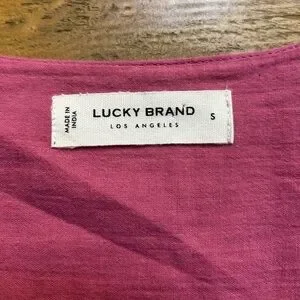 MADE IN
INDIA
LUCKY BRAND
LOS ANGELES
S